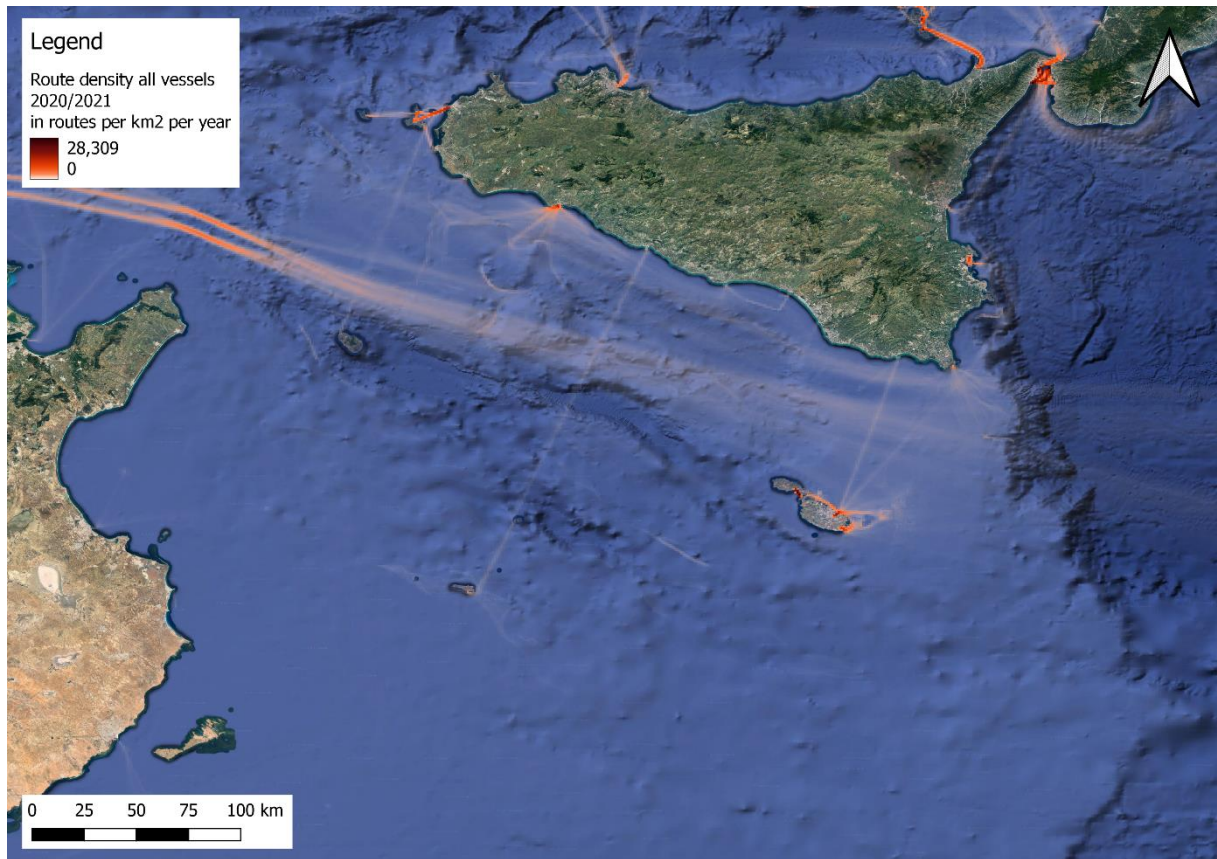 Legend
Route density all vessels
2020/2021
in routes per km2 per year
28,309
0
0 25 50 75 100 km